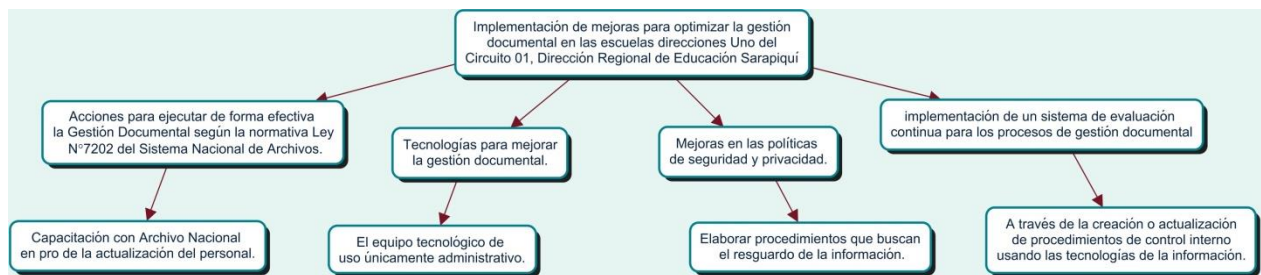 Implementación de mejoras para optimizar la gestión
documental en las escuelas direcciones Uno del
Circuito 01, Dirección Regional de Educación Sarapiquí
Acciones para ejecutar de forma efectiva
la Gestión Documental según la normativa Ley
N°7202 del Sistema Nacional de Archivos.
Tecnologías para mejorar
la gestión documental.
Mejoras en las políticas
de seguridad y privacidad.
implementación de un sistema de evaluación
continua para los procesos de gestión documental
Capacitación con Archivo Nacional
en pro de la actualización del personal.
El equipo tecnológico de
uso únicamente administrativo.
Elaborar procedimientos que buscan
el resguardo de la información.
A través de la creación o actualización
de procedimientos de control interno
usando las tecnologías de la información.